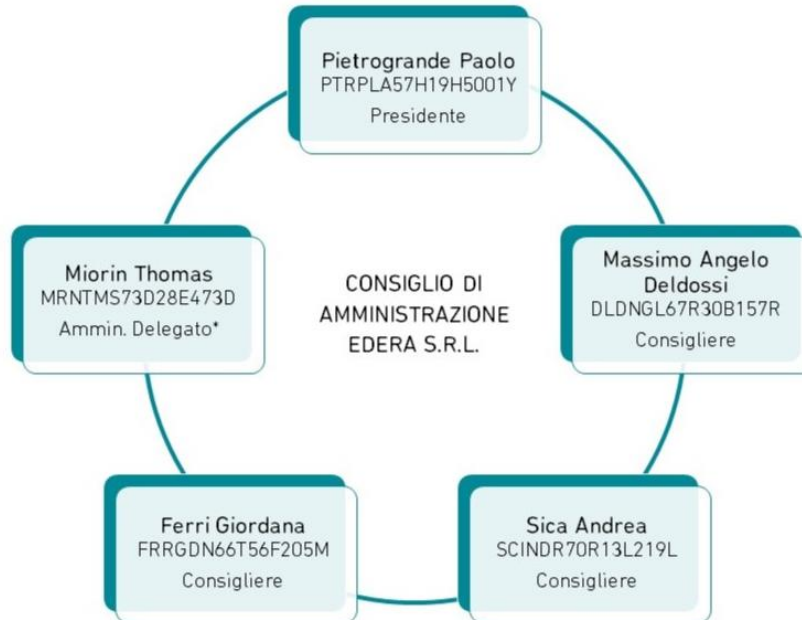 Pietrogrande Paolo
PTRPLA57H19H5001Y
Presidente
Miorin Thomas
MRNTMS73D28E473D
Ammin. Delegato*
CONSIGLIO DI
AMMINISTRAZIONE
EDERA S.R.L.
Massimo Angelo
Deldossi
DLDNGL67R30B157R
Consigliere
Ferri Giordana
FRRGDN66T56F205M
Consigliere
Sica Andrea
SCINDR70R13L219L
Consigliere